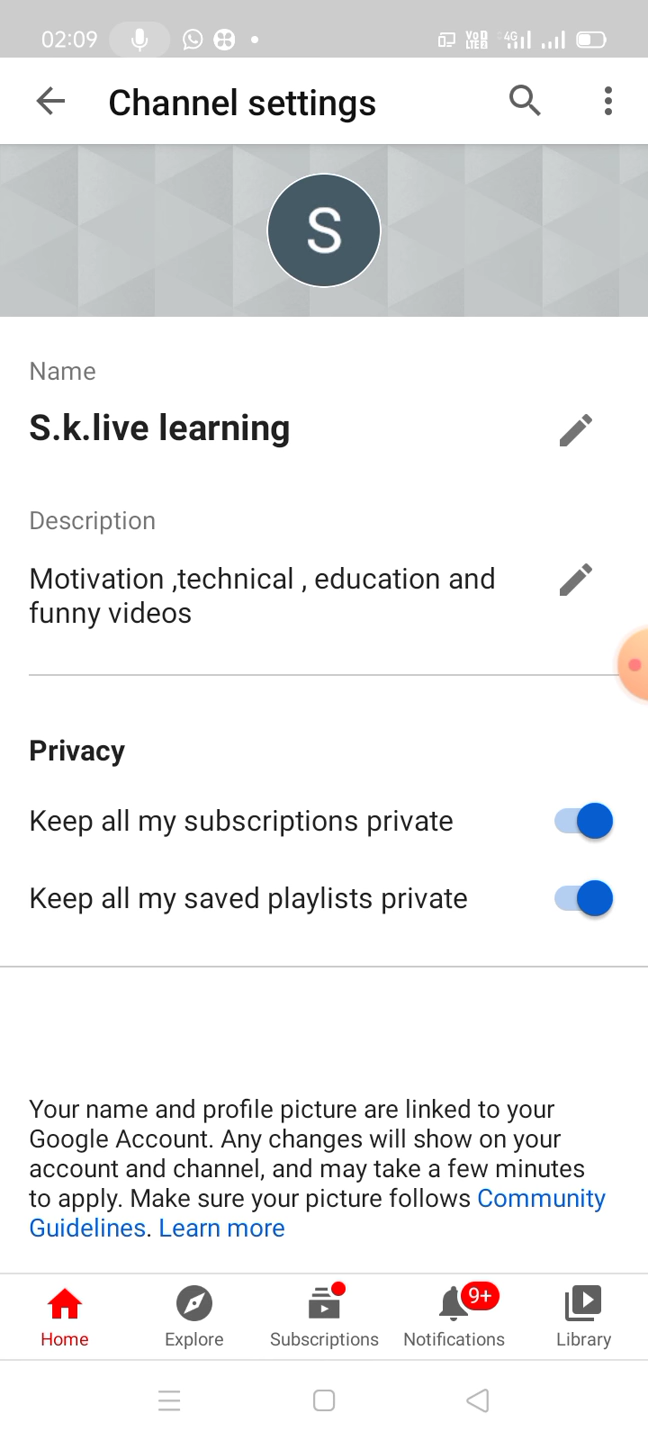 02:09
VoD LTEB 4G
Channel settings
S
Name
S.k.live learning
Description
Motivation ,technical , education and
funny videos
Privacy
Keep all my subscriptions private
Keep all my saved playlists private
Your name and profile picture are linked to your
Google Account. Any changes will show on your
account and channel, and may take a few minutes
to apply. Make sure your picture follows Community
Guidelines. Learn more
9+
Home Explore Subscriptions Notifications Library